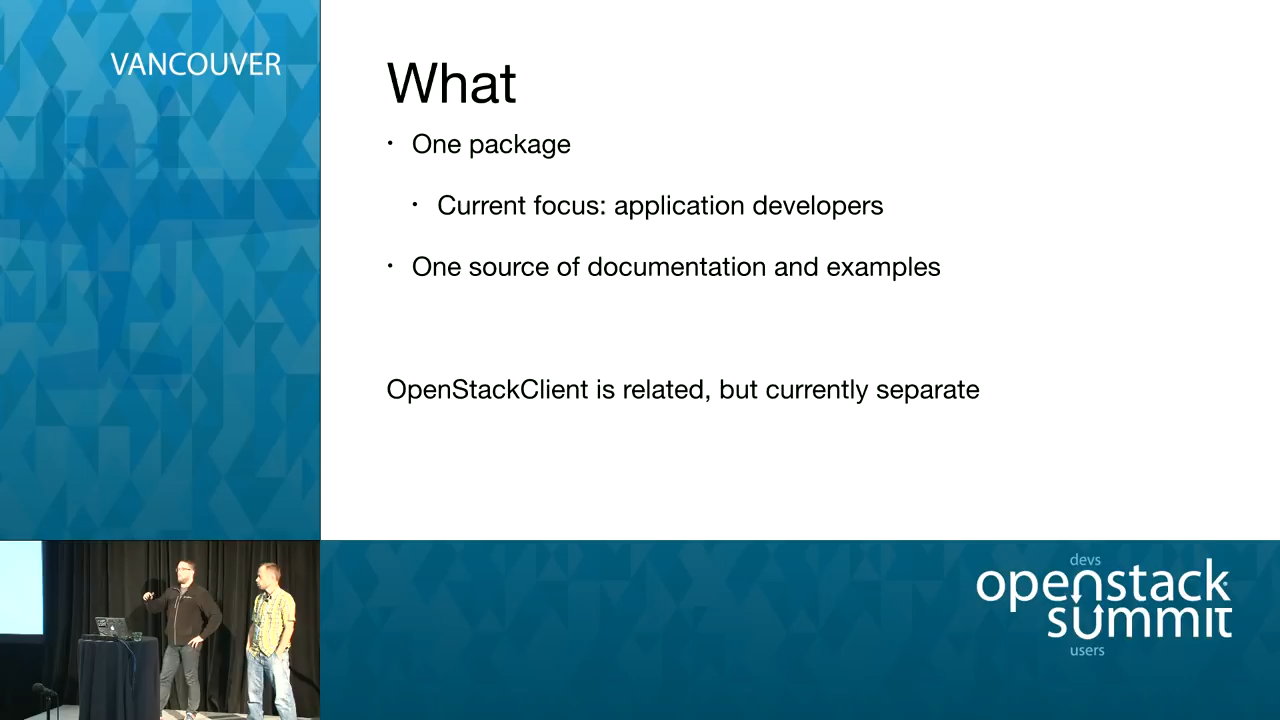 VANCOUVER
What
• One package
• Current focus: application developers
• One source of documentation and examples
OpenStackClient is related, but currently separate
devs
openstack
summit
users